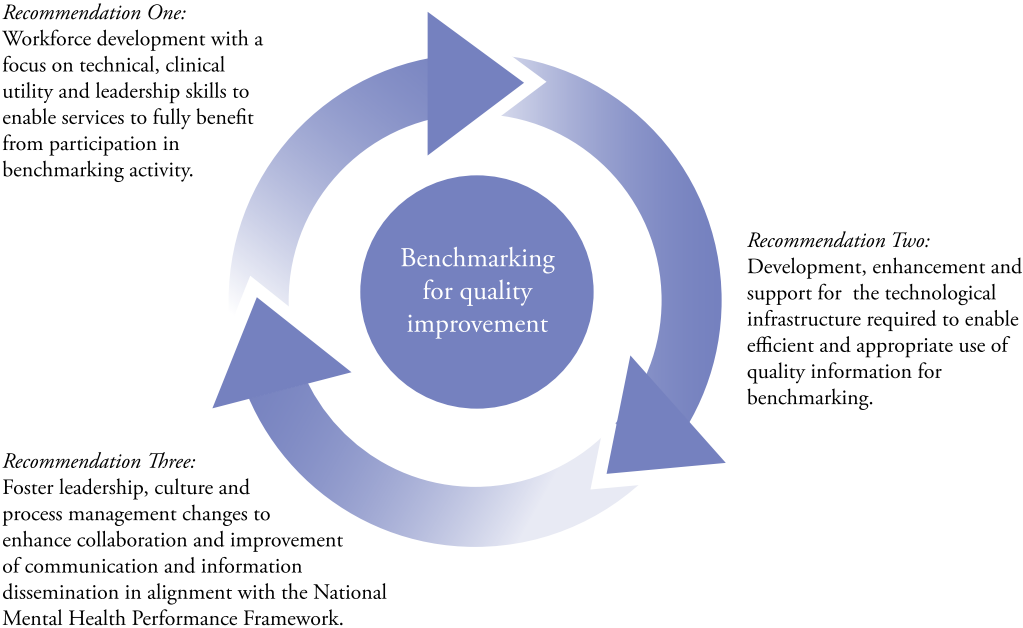 Recommendation One:
Workforce development with a
focus on technical, clinical
utility and leadership skills to
enable services to fully benefit
from participation in
benchmarking activity.
Benchmarking
for quality
improvement
Recommendation Two:
Development, enhancement and
support for  the technological
infrastructure required to enable
efficient and appropriate use of
quality information for
benchmarking.
Recommendation Three:
Foster leadership, culture and
process management changes to
enhance collaboration and improvement
of communication and information
dissemination in alignment with the National
Mental Health Performance Framework.